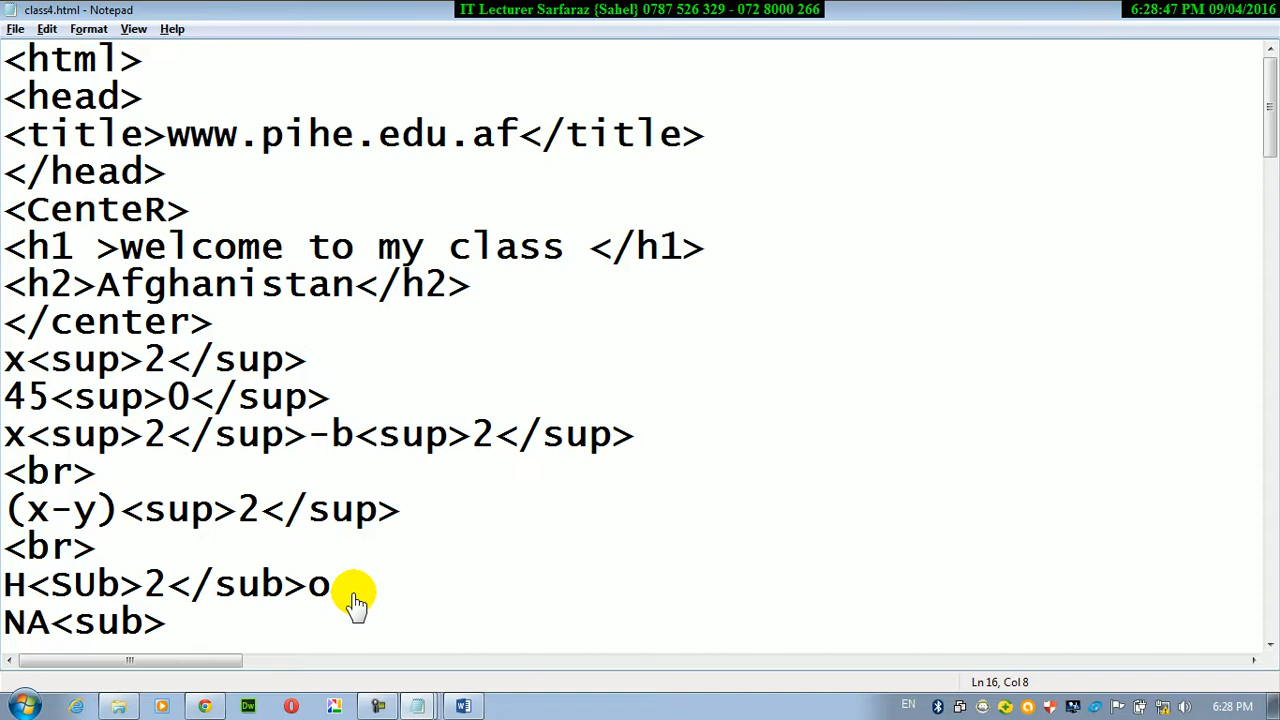 class4.html - Notepad
IT Lecturer Sarfaraz {Sahel} 0787 526 329 - 072 8000 266
6:28:47 PM 09/04/2016
File Edit Format View Help
<html>
<head>
<title>www.pihe.edu.af</title>
</head>
<CenteR>
<h1 >welcome to my class </h1>
<h2>Afghanistan</h2>
</center>
x<sup>2</sup>
45<sup>0</sup>
x<sup>2</sup>-b<sup>2</sup>
<br>
(x-y)<sup>2</sup>
<br>
H<SUb>2</sub>o
NA<sub>
Ln 16, Col 8
Dw
W
EN
6:28 PM